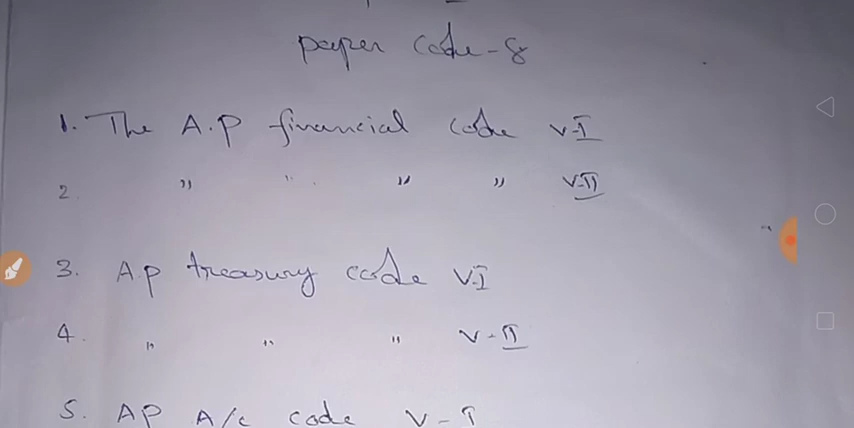 paper code-8
1. The A.P financial code V-I
2. " " " " V-II
3. A.P treasury code V-I
4. " " " V-II
5. AP A/c code V-I